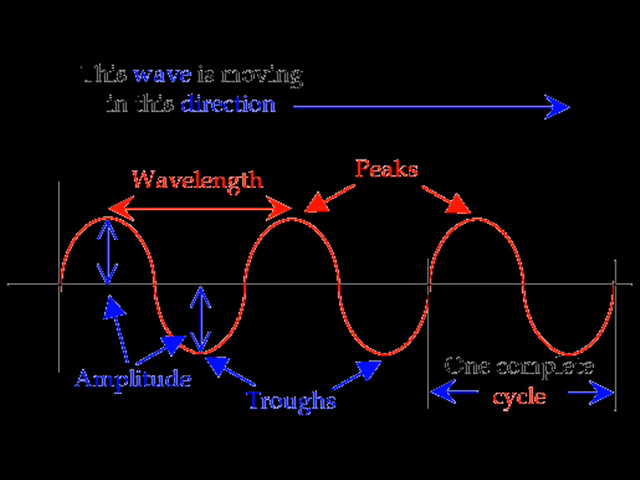 This wave is moving
in this direction
Wavelength
Peaks
Amplitude
Troughs
One complete
cycle